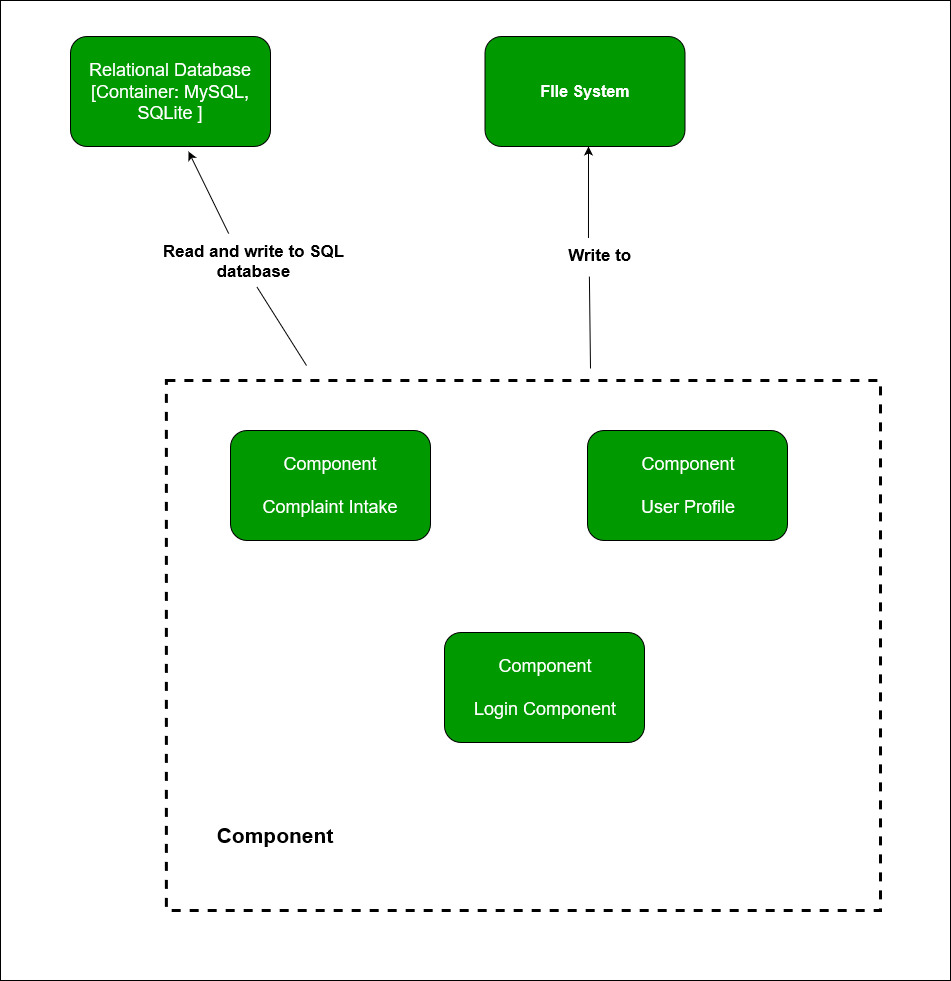 Relational Database
[Container: MySQL,
SQLite ]
FIle System
Read and write to SQL
database
Write to
Component
Complaint Intake
Component
User Profile
Component
Login Component
Component